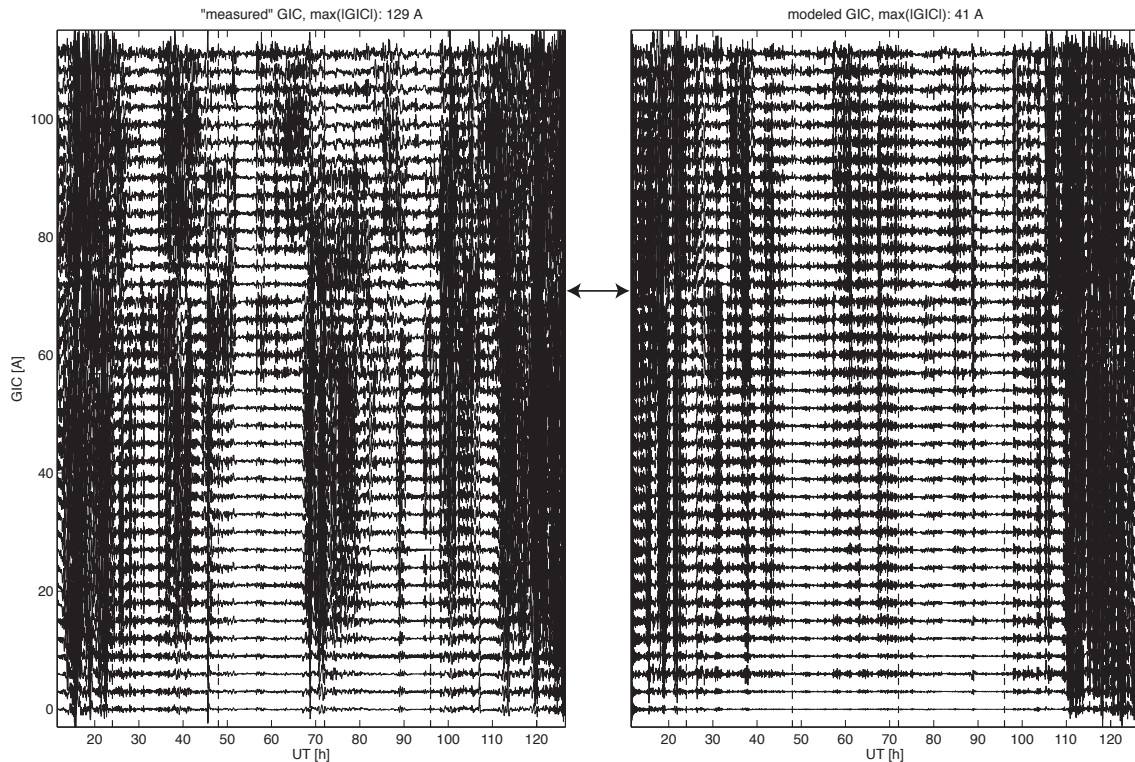 "measured" GIC, max(|GIC|): 129 A
modeled GIC, max(|GIC|): 41 A
100
80
60
40
20
0
GIC [A]
20 30 40 50 60 70 80 90 100 110 120
UT [h]
20 30 40 50 60 70 80 90 100 110 120
UT [h]